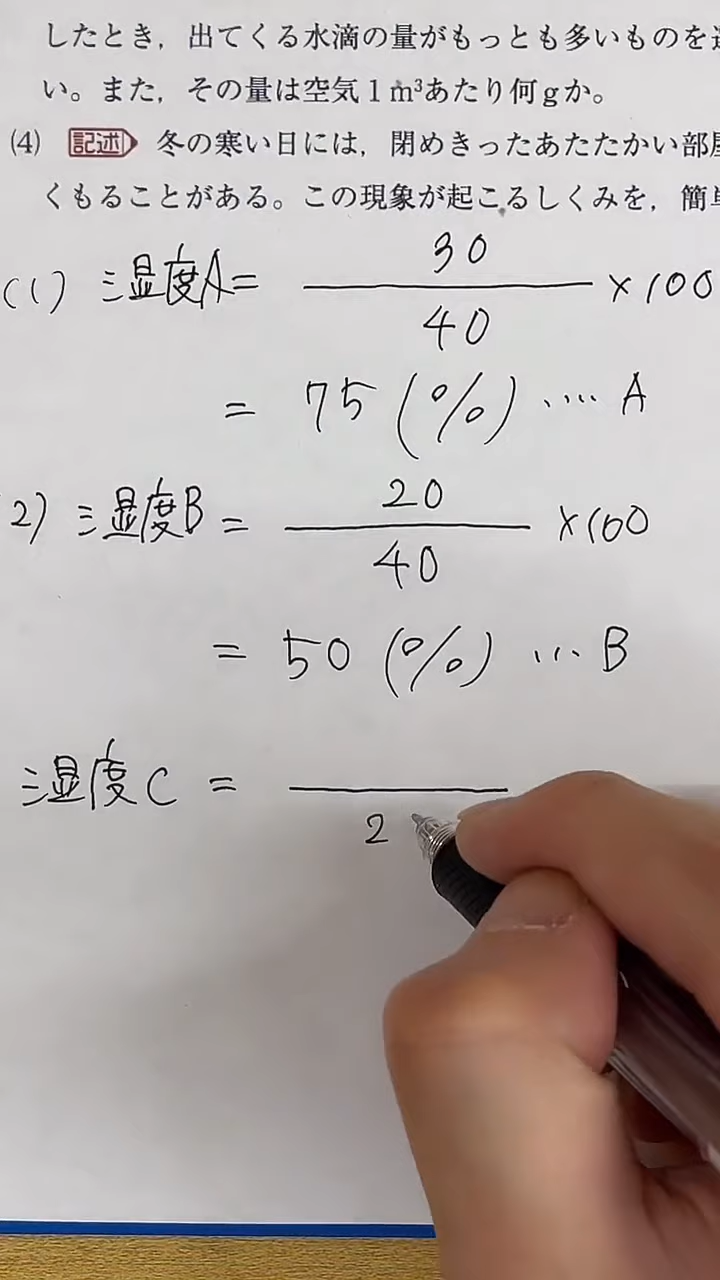 したとき，出てくる水滴の量がもっとも多いものを選
い。また，その量は空気1m³あたり何gか。
(4) 記述 冬の寒い日には，閉めきったあたたかい部屋
くもることがある。この現象が起こるしくみを，簡単
(1) 湿度A= 30/40 ×100
= 75(%) ···· A
2) 湿度B= 20/40 ×100
= 50(%) ··· B
湿度C = /2